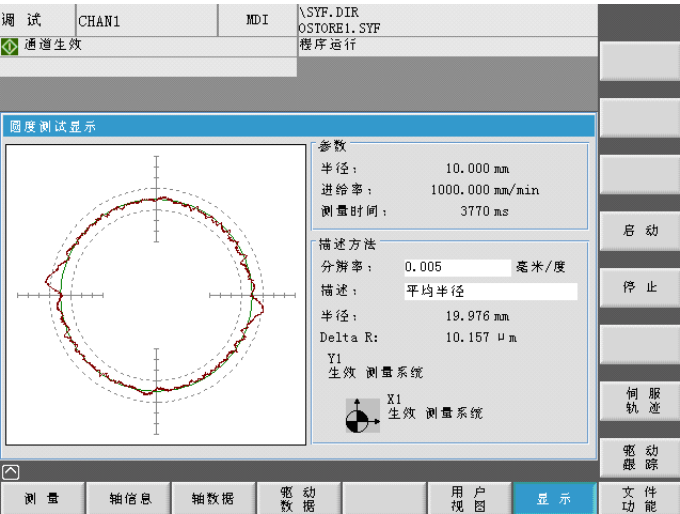 调 试
CHAN1
MDI
\SYF.DIR
OSTORE1.SYF
通道生效
程序运行
圆度测试显示
参数
半径： 10.000 mm
进给率： 1000.000 mm/min
测量时间： 3770 ms
描述方法
分辨率： 0.005 毫米/度
描述： 平均半径
半径： 19.976 mm
Delta R: 10.157 μm
Y1
生效 测量系统
X1
生效 测量系统
启 动
停 止
伺 服
轨 迹
驱 动
跟 踪
测 量
轴信息
轴数据
驱 动
数 据
用 户
视 图
显 示
文 件
功 能